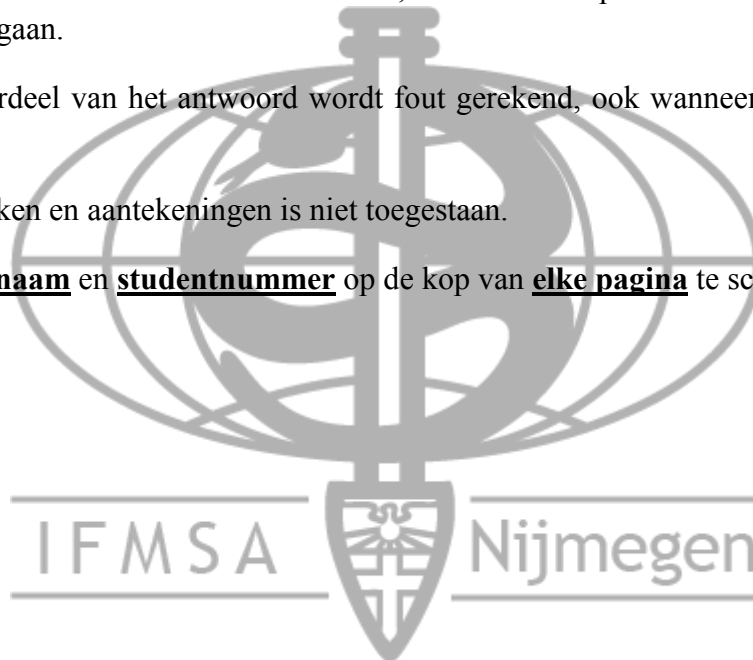 gaan.
rdeel van het antwoord wordt fout gerekend, ook wanneer
ken en aantekeningen is niet toegestaan.
naam en studentnummer op de kop van elke pagina te sc
IFMSA Nijmegen